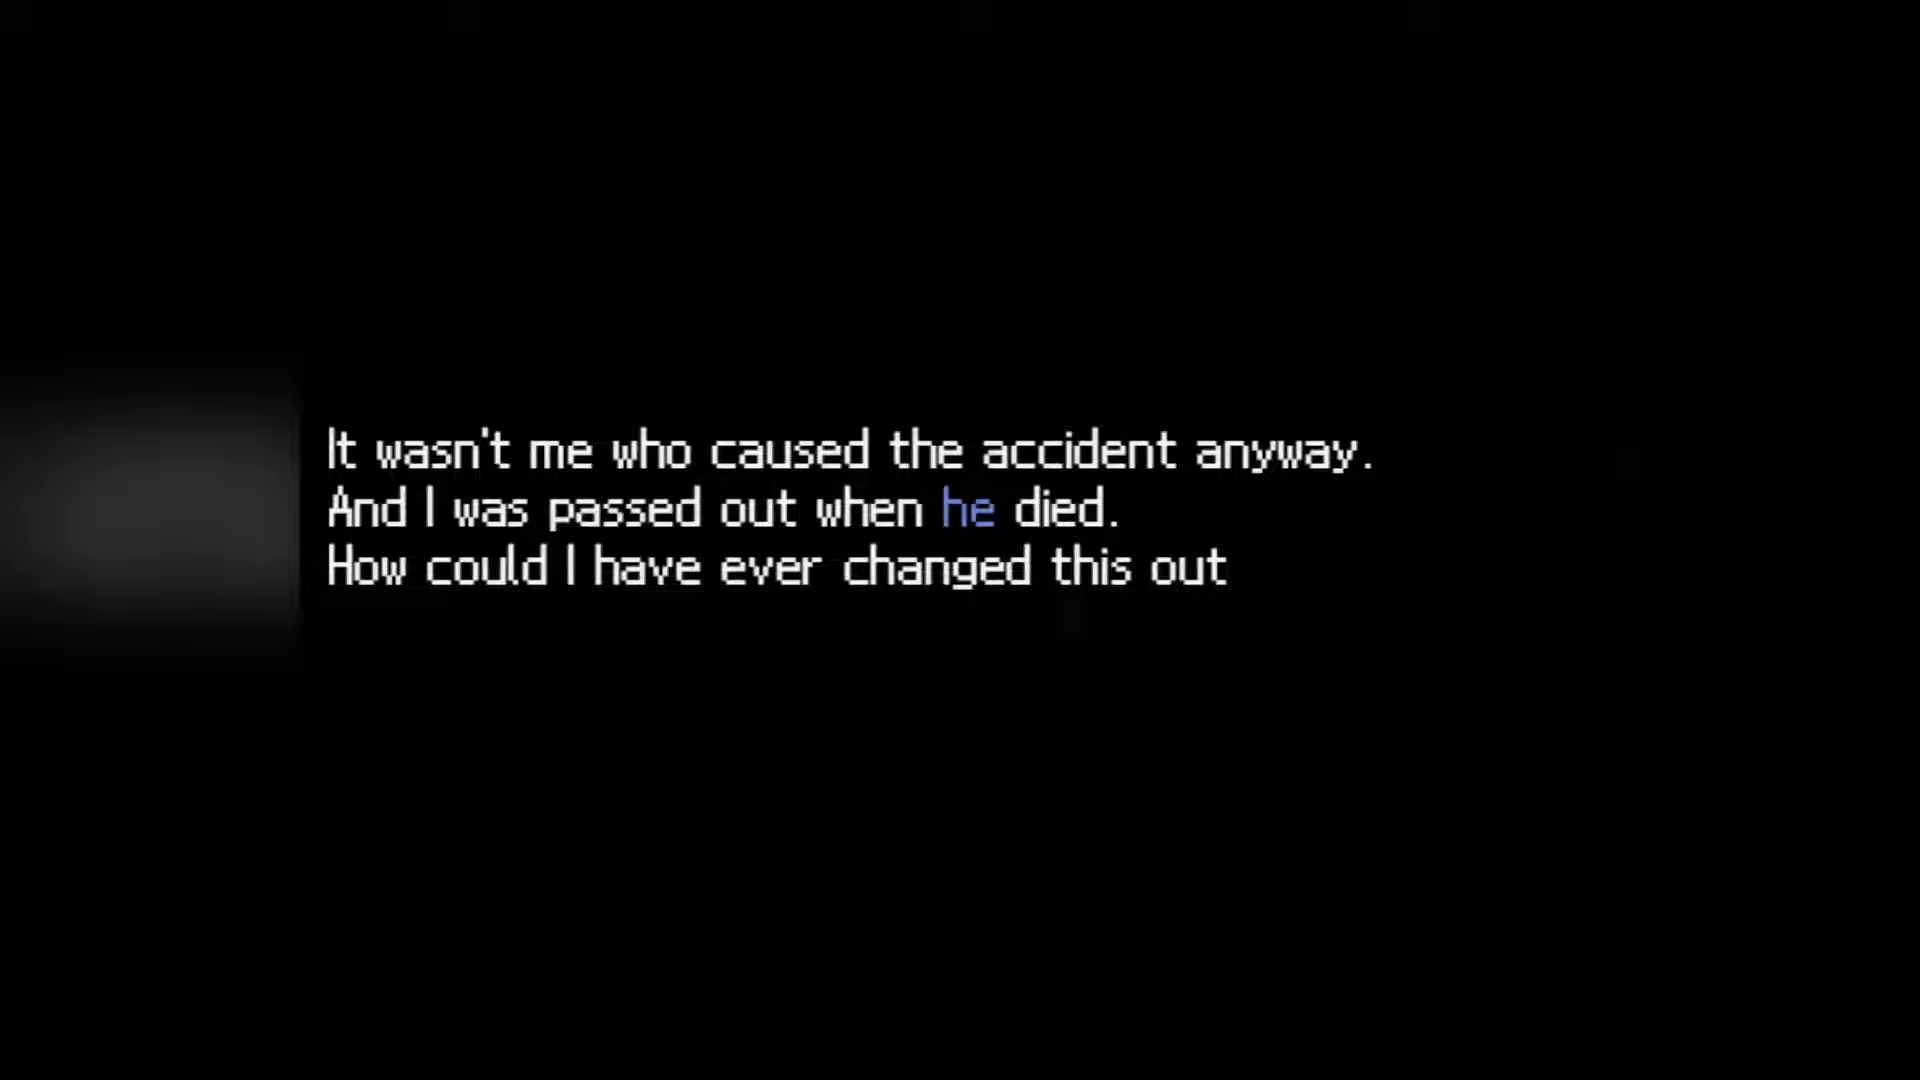 It wasn't me who caused the accident anyway.
And I was passed out when he died.
How could I have ever changed this out